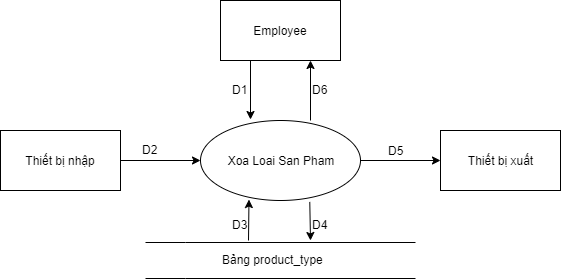 Employee
D1
D6
Thiết bị nhập
D2
Xoa Loai San Pham
D5
Thiết bị xuất
D3
D4
Bảng product_type